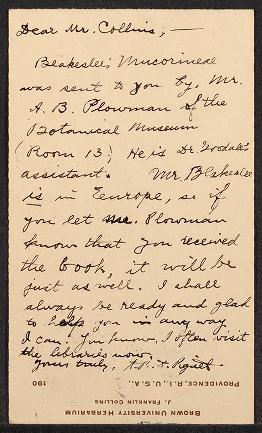 Dear Mr. Collins;—
Blakeslee's Mucorineae
was sent to you by, Mr.
A. B. Plowman of the
Botanical Museum
(Room 13). He is Dr Goodale's
assistant. Mr. Blakeslee
is in Europe, so if
you let Mr. Plowman
know that you received
the book, it will be
just as well. I shall
always be ready and glad
to help you in any way
I can. You know, I often visit
the libraries now.
Yours truly, A. P. D. Piguet
190
PROVIDENCE, R. I., U. S. A.,
J. FRANKLIN COLLINS
BROWN UNIVERSITY HERBARIUM